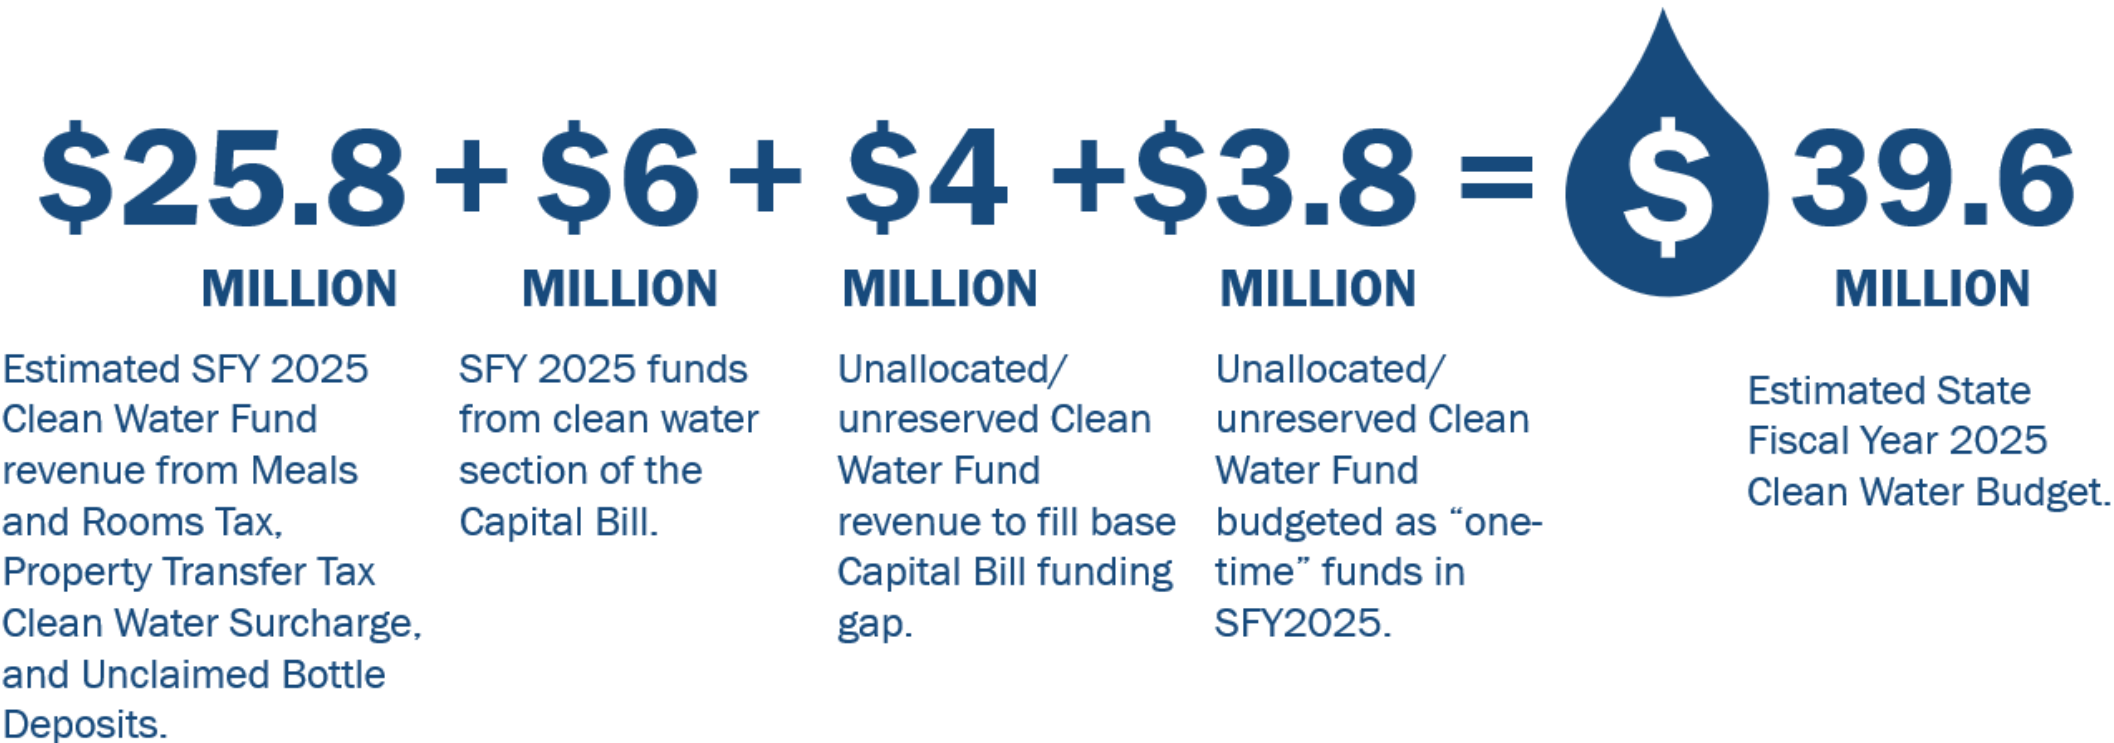 $25.8 + $6 + $4 +$3.8 = $ 39.6
MILLION MILLION MILLION MILLION MILLION
Estimated SFY 2025
Clean Water Fund
revenue from Meals
and Rooms Tax,
Property Transfer Tax
Clean Water Surcharge,
and Unclaimed Bottle
Deposits.
SFY 2025 funds
from clean water
section of the
Capital Bill.
Unallocated/
unreserved Clean
Water Fund
revenue to fill base
Capital Bill funding
gap.
Unallocated/
unreserved Clean
Water Fund
budgeted as “one-
time” funds in
SFY2025.
Estimated State
Fiscal Year 2025
Clean Water Budget.